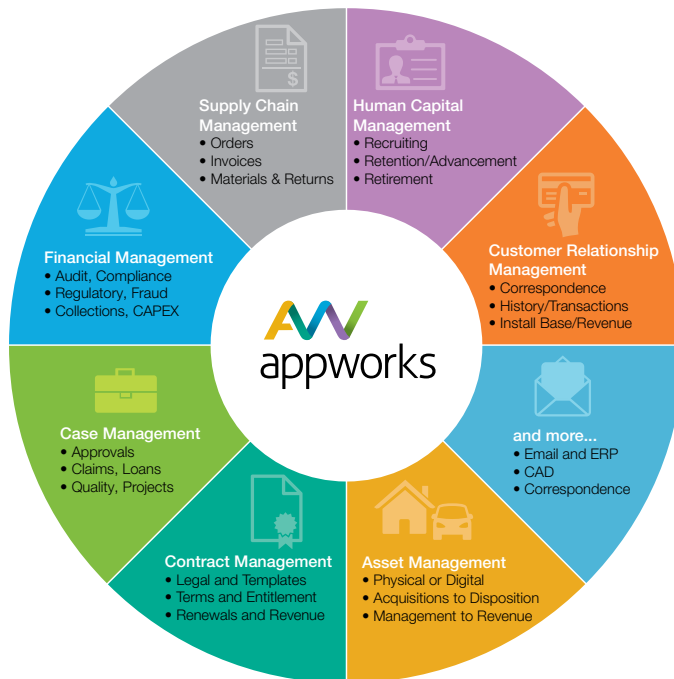 Supply Chain
Management
• Orders
• Invoices
• Materials & Returns
$
Human Capital
Management
• Recruiting
• Retention/Advancement
• Retirement
Customer Relationship
Management
• Correspondence
• History/Transactions
• Install Base/Revenue
and more...
• Email and ERP
• CAD
• Correspondence
Asset Management
• Physical or Digital
• Acquisitions to Disposition
• Management to Revenue
Contract Management
• Legal and Templates
• Terms and Entitlement
• Renewals and Revenue
Case Management
• Approvals
• Claims, Loans
• Quality, Projects
Financial Management
• Audit, Compliance
• Regulatory, Fraud
• Collections, CAPEX
AW
appworks